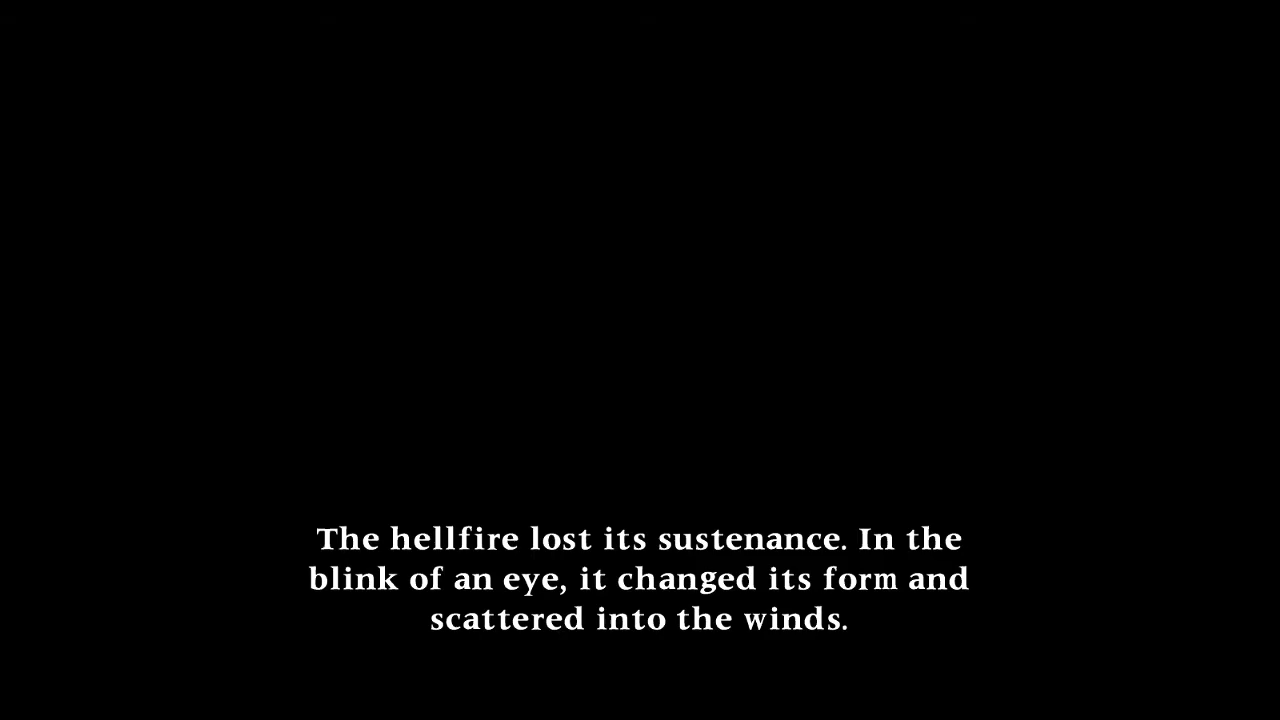 The hellfire lost its sustenance. In the
blink of an eye, it changed its form and
scattered into the winds.